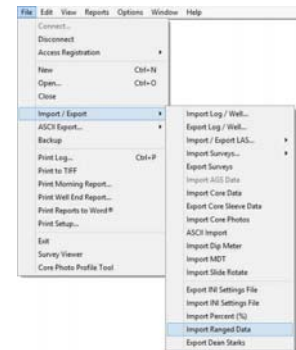 File Edit View Reports Options Window Help
Connect...
Disconnect
Access Registration
New Ctrl+N
Open... Ctrl+O
Close
Import / Export
ASCII Export...
Backup
Print Log... Ctrl+P
Print to TIFF
Print Morning Report...
Print Well End Report...
Print Reports to Word®
Print Setup...
Exit
Survey Viewer
Core Photo Profile Tool
Import Log / Well...
Export Log / Well...
Import / Export LAS...
Import Surveys...
Export Surveys
Import AGS Data
Import Core Data
Export Core Sleeve Data
Import Core Photos
ASCII Import
Import Dip Meter
Import MDT
Import Slide Rotate
Export INI Settings File
Import INI Settings File
Import Percent (%)
Import Ranged Data
Export Dean Starks